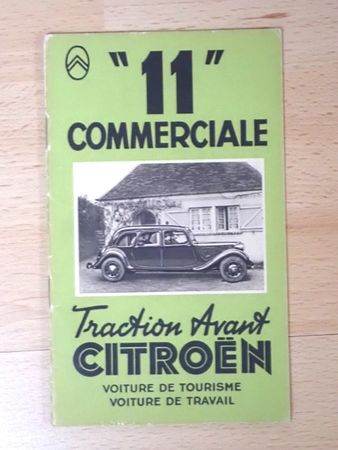 "11"
COMMERCIALE
Traction Avant
CITROËN
VOITURE DE TOURISME
VOITURE DE TRAVAIL